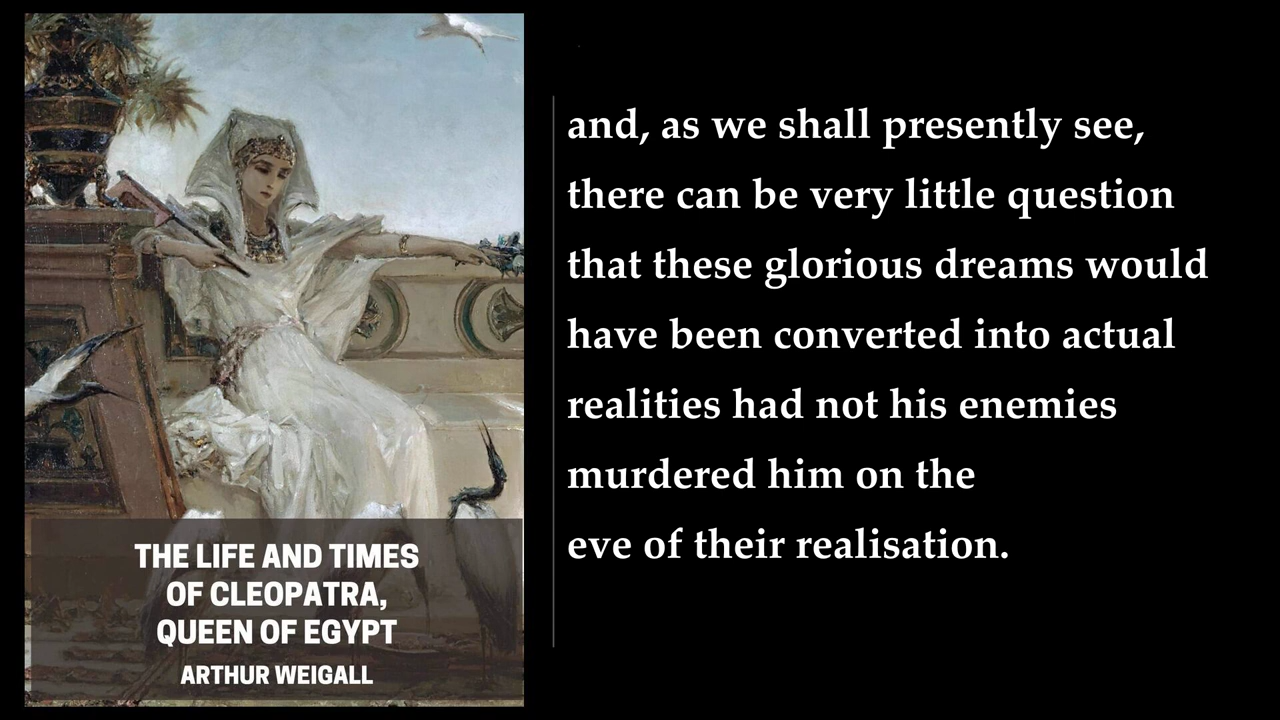 THE LIFE AND TIMES
OF CLEOPATRA,
QUEEN OF EGYPT
ARTHUR WEIGALL
and, as we shall presently see,
there can be very little question
that these glorious dreams would
have been converted into actual
realities had not his enemies
murdered him on the
eve of their realisation.